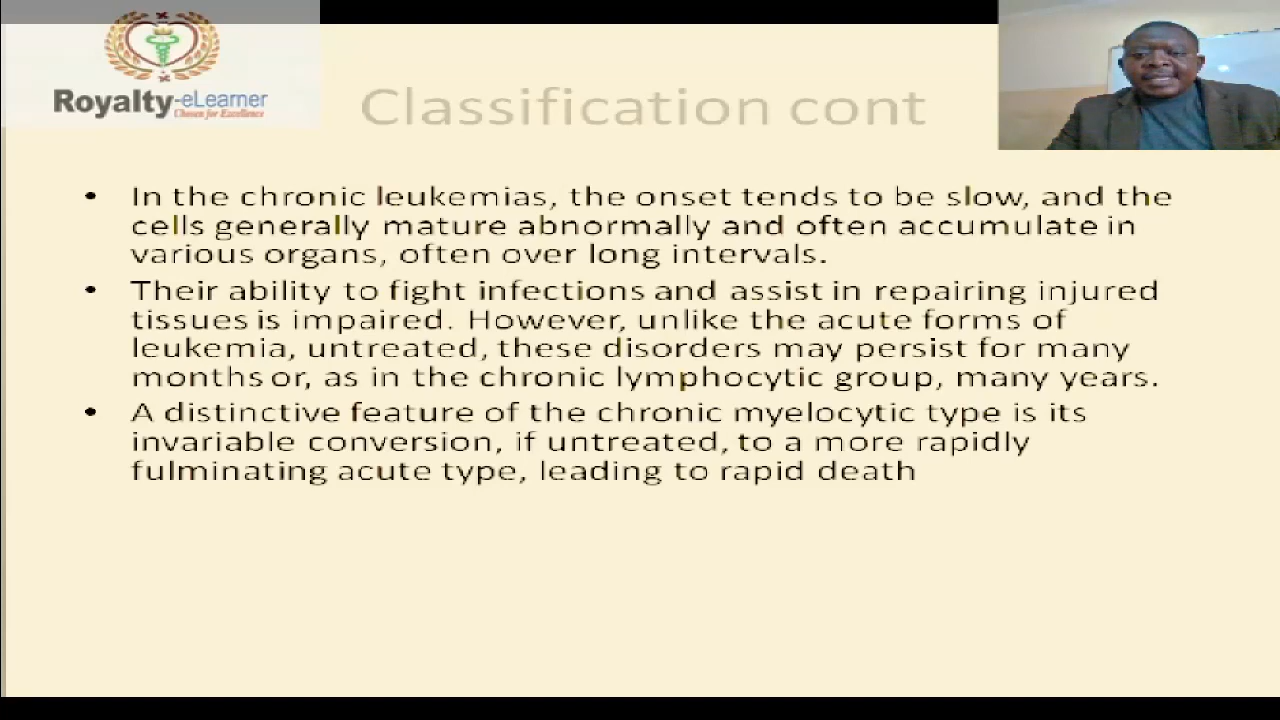 Royalty-eLearner
Chosen for Excellence
Classification cont
• In the chronic leukemias, the onset tends to be slow, and the
cells generally mature abnormally and often accumulate in
various organs, often over long intervals.
• Their ability to fight infections and assist in repairing injured
tissues is impaired. However, unlike the acute forms of
leukemia, untreated, these disorders may persist for many
months or, as in the chronic lymphocytic group, many years.
• A distinctive feature of the chronic myelocytic type is its
invariable conversion, if untreated, to a more rapidly
fulminating acute type, leading to rapid death